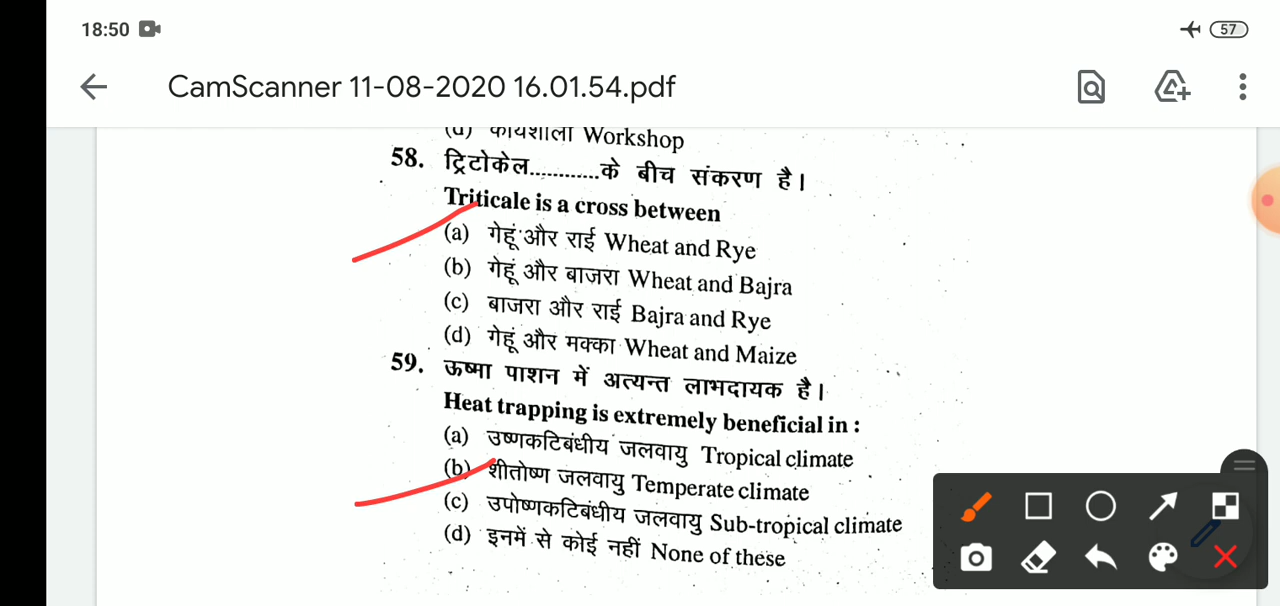 18:50
57
CamScanner 11-08-2020 16.01.54.pdf
(d) कार्यशाला Workshop
58. ट्रिटोकेल............के बीच संकरण है।
Triticale is a cross between
(a) गेहूं और राई Wheat and Rye
(b) गेहूं और बाजरा Wheat and Bajra
(c) बाजरा और राई Bajra and Rye
(d) गेहूं और मक्का Wheat and Maize
59. ऊष्मा पाशन में अत्यन्त लाभदायक है।
Heat trapping is extremely beneficial in :
(a) उष्णकटिबंधीय जलवायु Tropical climate
(b) शीतोष्ण जलवायु Temperate climate
(c) उपोष्णकटिबंधीय जलवायु Sub-tropical climate
(d) इनमें से कोई नहीं None of these